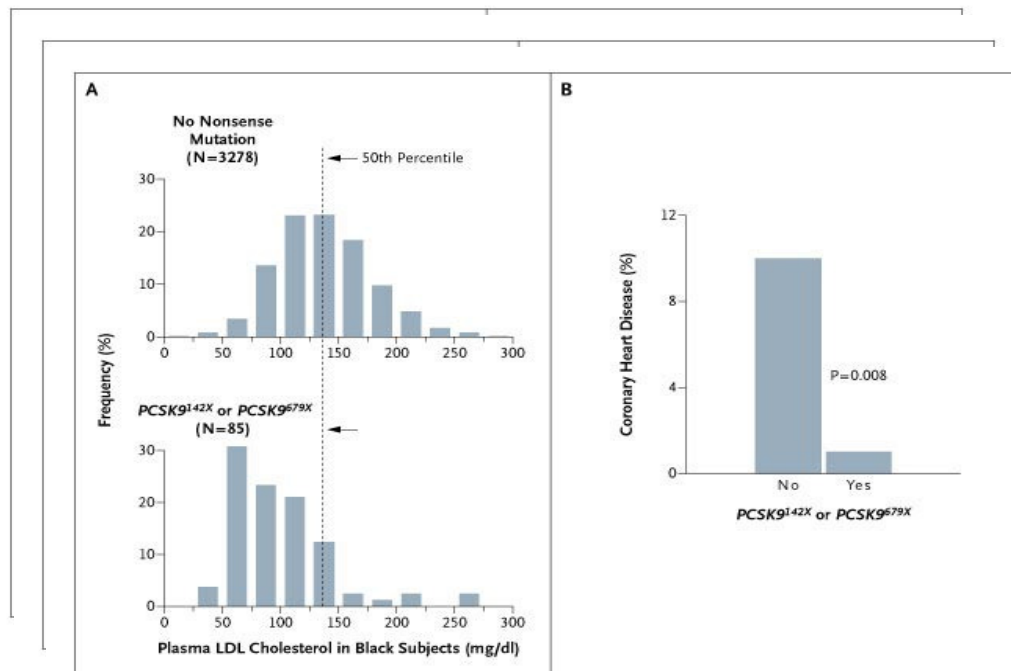 A
No Nonsense
Mutation
(N=3278)
50th Percentile
30
20
10
0
0 50 100 150 200 250 300
Frequency (%)
PCSK9142X or PCSK9679X
(N=85)
30
20
10
0
0 50 100 150 200 250 300
Plasma LDL Cholesterol in Black Subjects (mg/dl)
B
12
8
4
0
Coronary Heart Disease (%)
P=0.008
No Yes
PCSK9142X or PCSK9679X